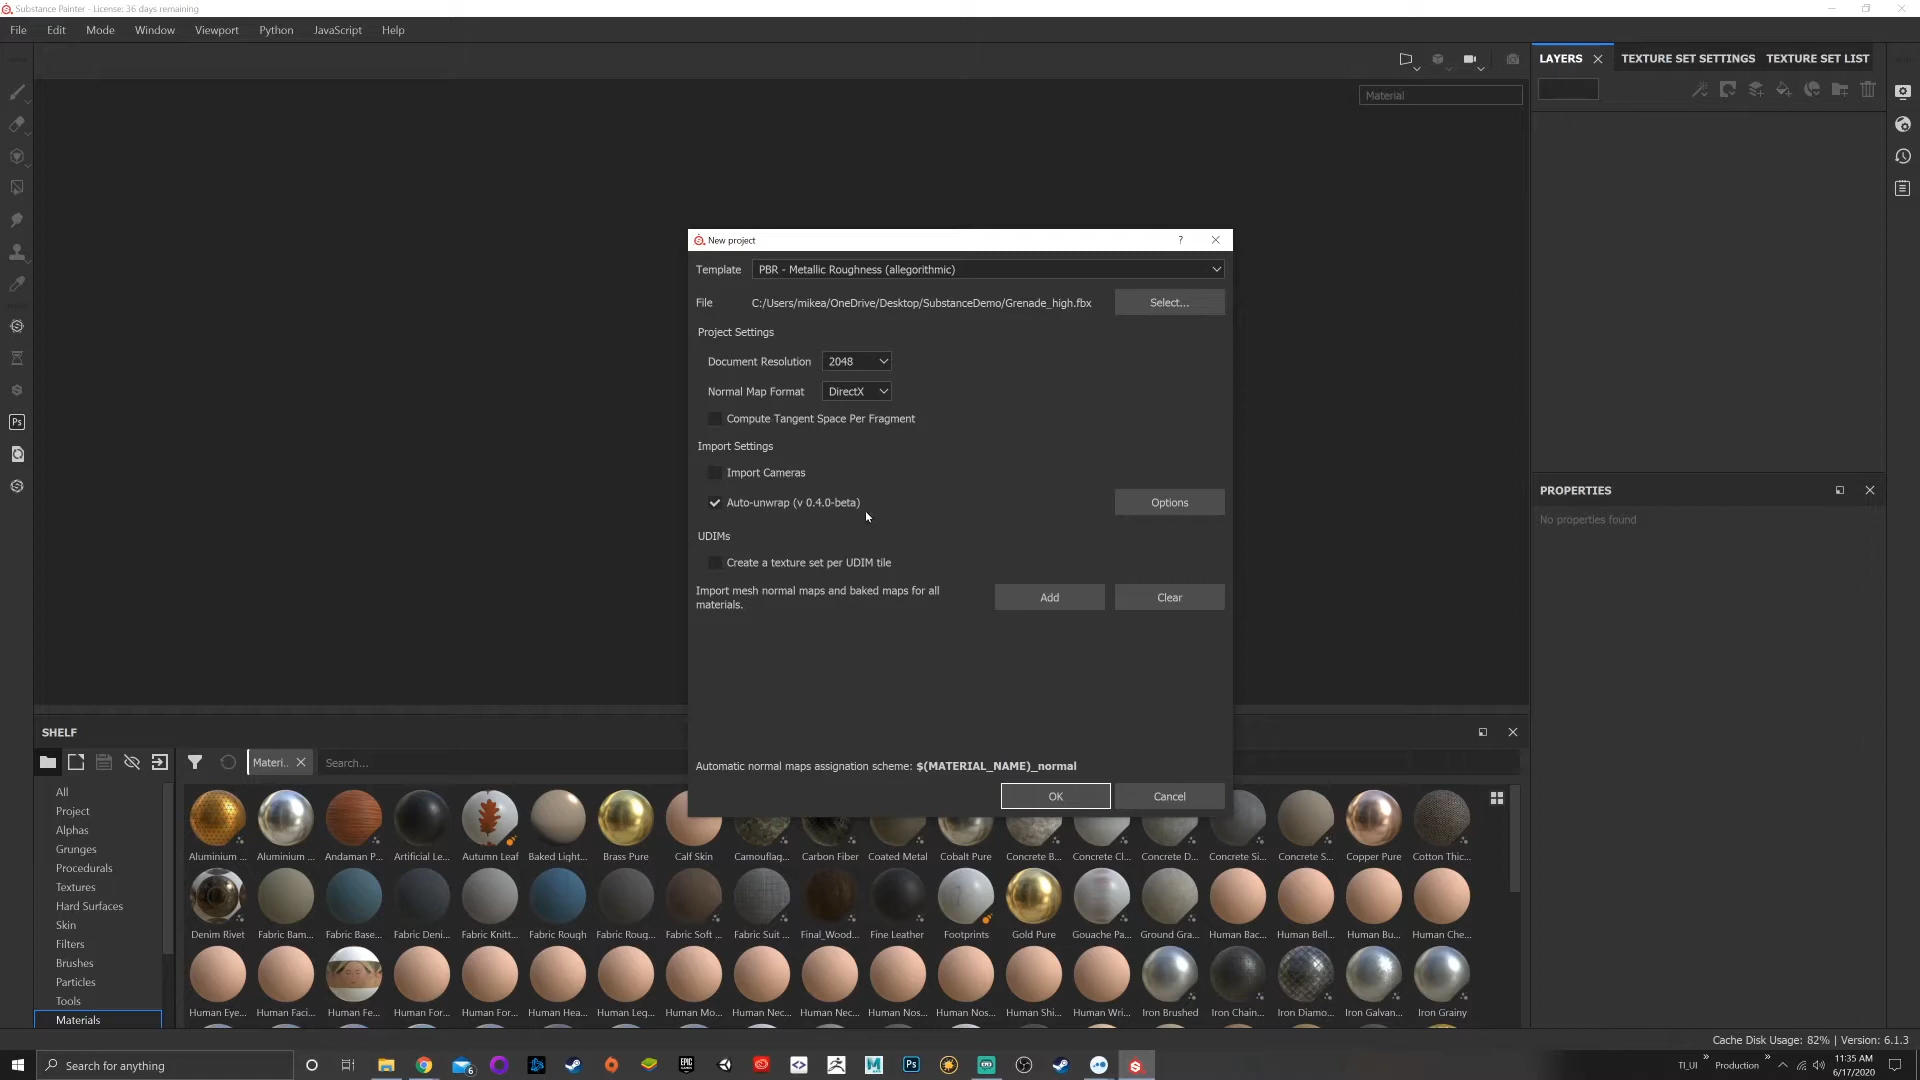 Substance Painter - License: 36 days remaining
File Edit Mode Window Viewport Python JavaScript Help
LAYERS TEXTURE SET SETTINGS TEXTURE SET LIST
Material
New project
Template PBR - Metallic Roughness (allegorithmic)
File C:/Users/mikea/OneDrive/Desktop/SubstanceDemo/Grenade_high.fbx Select...
Project Settings
Document Resolution 2048
Normal Map Format DirectX
Compute Tangent Space Per Fragment
Import Settings
Import Cameras
Auto-unwrap (v 0.4.0-beta) Options
UDIMs
Create a texture set per UDIM tile
Import mesh normal maps and baked maps for all
materials.
Add Clear
Automatic normal maps assignation scheme: $(MATERIAL_NAME)_normal
OK Cancel
PROPERTIES
No properties found
Ps
SHELF
Materi.. Search...
All
Project
Alphas
Grunges
Procedurals
Textures
Hard Surfaces
Skin
Filters
Brushes
Particles
Tools
Materials
Aluminium ... Aluminium ... Andaman P... Artificial Le... Autumn Leaf Baked Light... Brass Pure Calf Skin Camouflag... Carbon Fiber Coated Metal Cobalt Pure Concrete B... Concrete Cl... Concrete D... Concrete Si... Concrete S... Copper Pure Cotton Thic...
Denim Rivet Fabric Bam... Fabric Base... Fabric Deni... Fabric Knitt... Fabric Rough Fabric Roug... Fabric Soft ... Fabric Suit ... Final_Wood... Fine Leather Footprints Gold Pure Gouache Pa... Ground Gra... Human Bac... Human Bell... Human Bu... Human Che...
Human Eye... Human Faci... Human Fe... Human For... Human For... Human Hea... Human Leg... Human Mo... Human Nec... Human Nec... Human Nos... Human Nos... Human Shi... Human Wri... Iron Brushed Iron Chain... Iron Diamo... Iron Galvan... Iron Grainy
Cache Disk Usage: 82% | Version: 6.1.3
Search for anything
6
EPIC
Ps
TI_UI » Production » 11:35 AM
6/17/2020